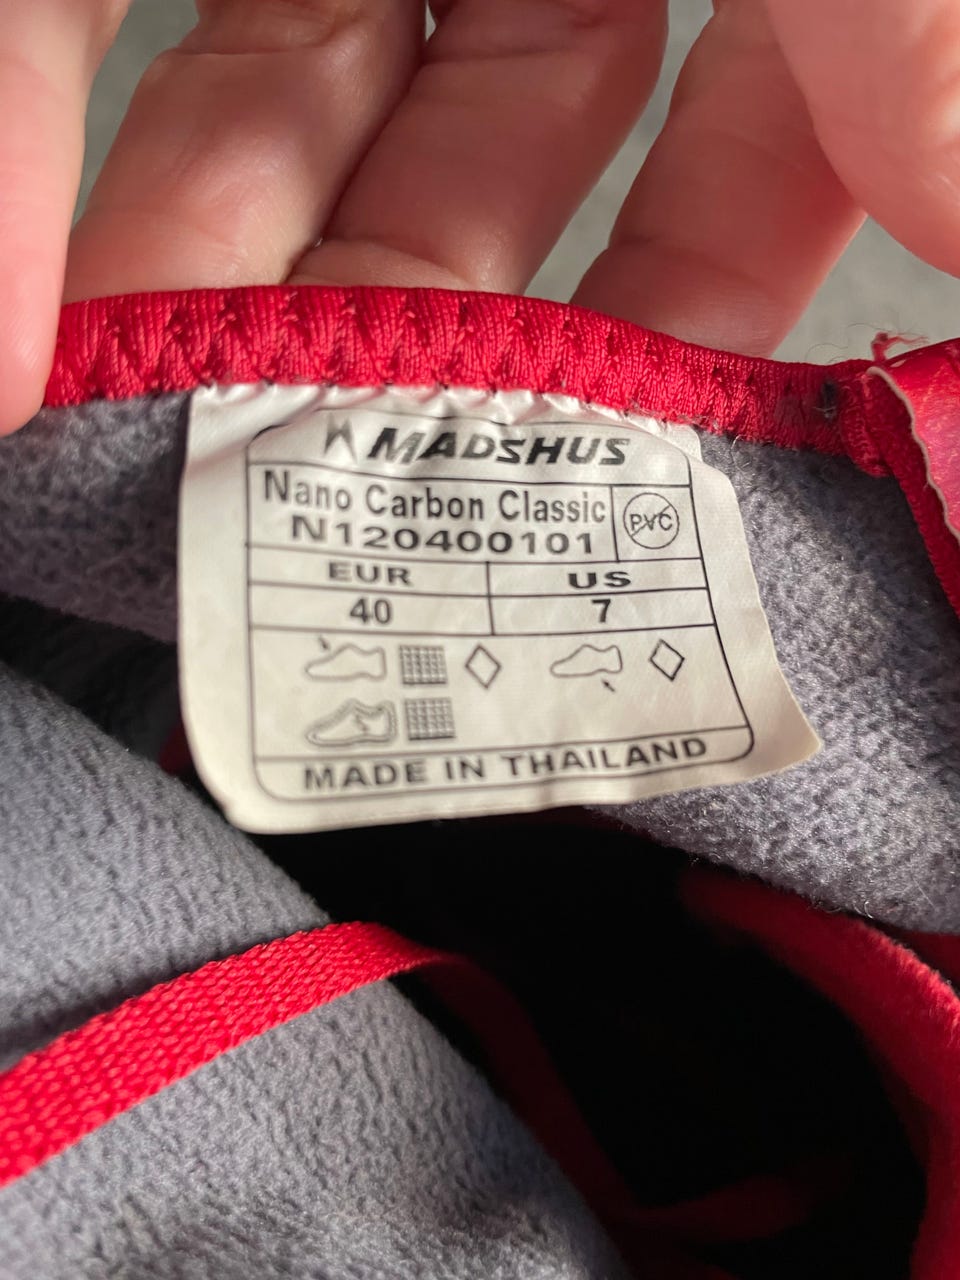 MADSHUS
Nano Carbon Classic
N120400101
PVC
EUR US
40 7
MADE IN THAILAND